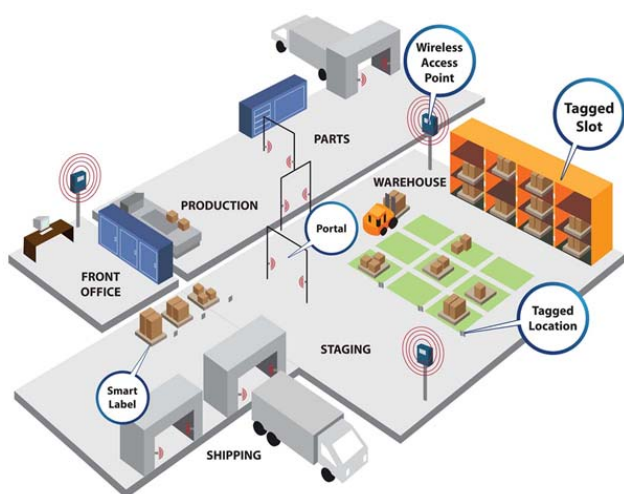 Wireless
Access
Point
Tagged
Slot
PARTS
WAREHOUSE
PRODUCTION
Portal
FRONT
OFFICE
Tagged
Location
STAGING
Smart
Label
SHIPPING